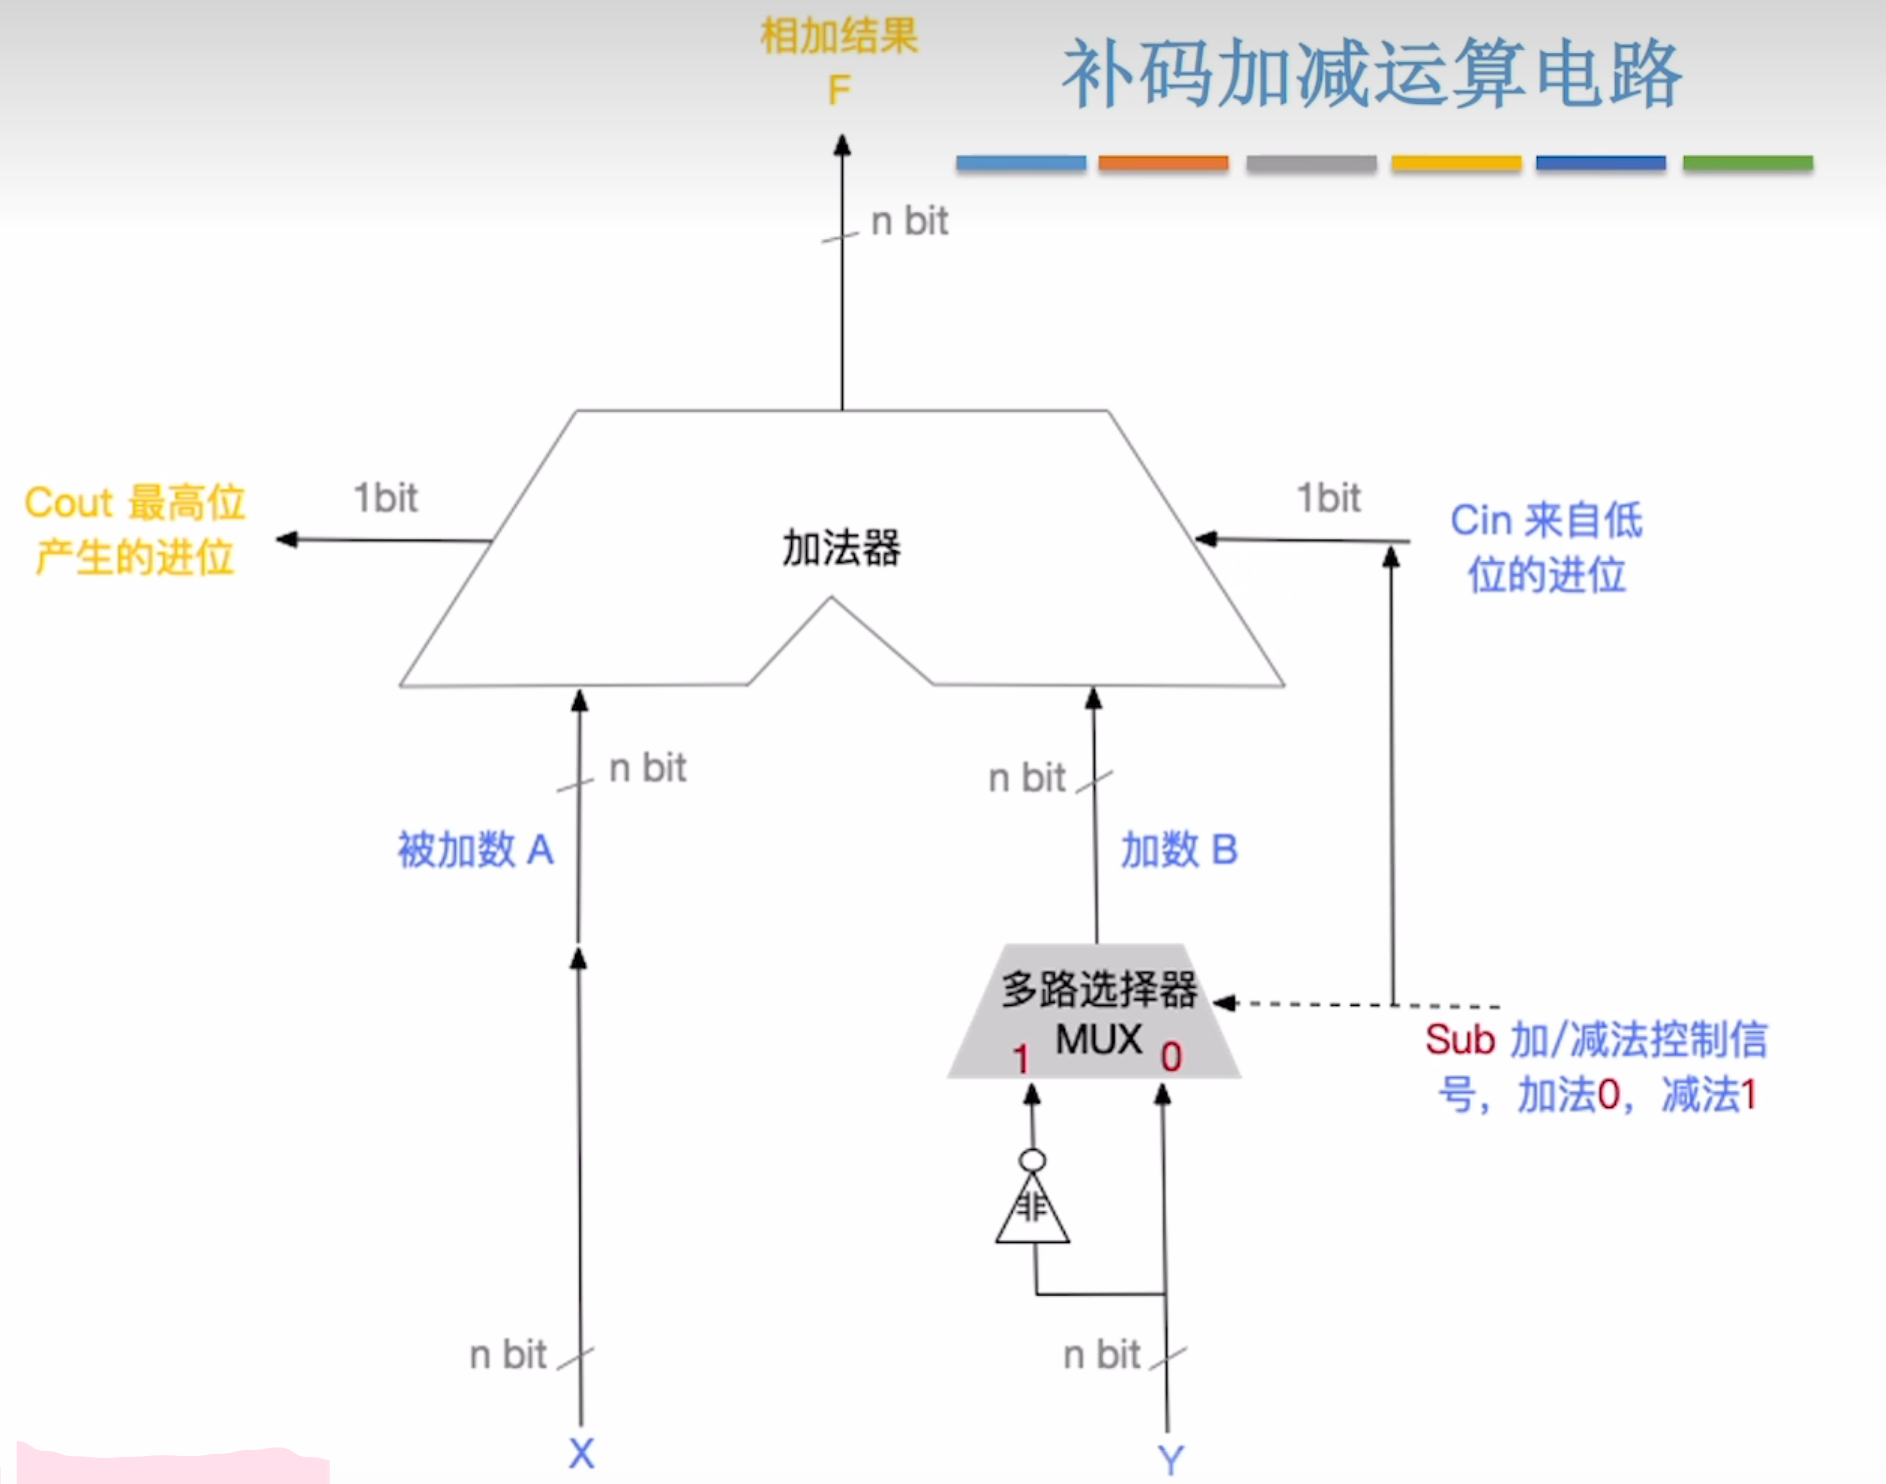 相加结果
F
补码加减运算电路
n bit
Cout 最高位
产生的进位
1bit
加法器
1bit
Cin 来自低
位的进位
n bit
n bit
被加数 A
加数 B
多路选择器
MUX
1
0
Sub 加/减法控制信
号，加法0，减法1
非
n bit
n bit
X
Y